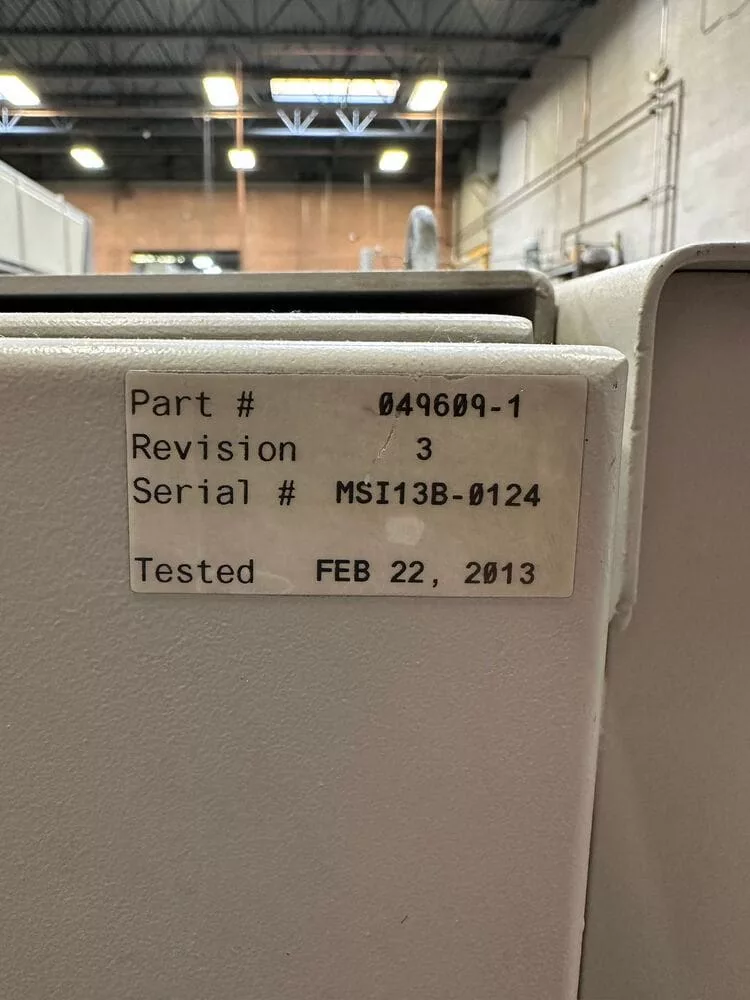 Part # 049609-1
Revision 3
Serial # MSI13B-0124
Tested FEB 22, 2013